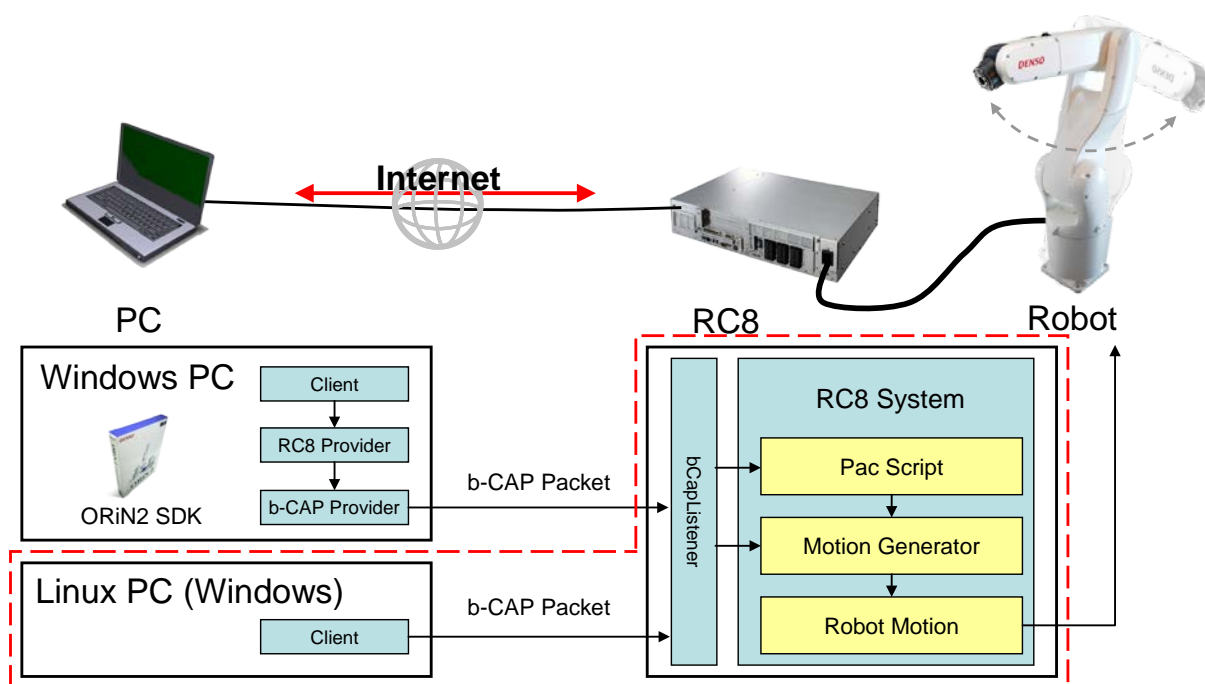 DENSO
DENSO
Internet
PC
RC8
Robot
Windows PC
Client
RC8 Provider
b-CAP Provider
ORiN2 SDK
b-CAP Packet
bCapListener
RC8 System
Pac Script
Motion Generator
Robot Motion
Linux PC (Windows)
Client
b-CAP Packet